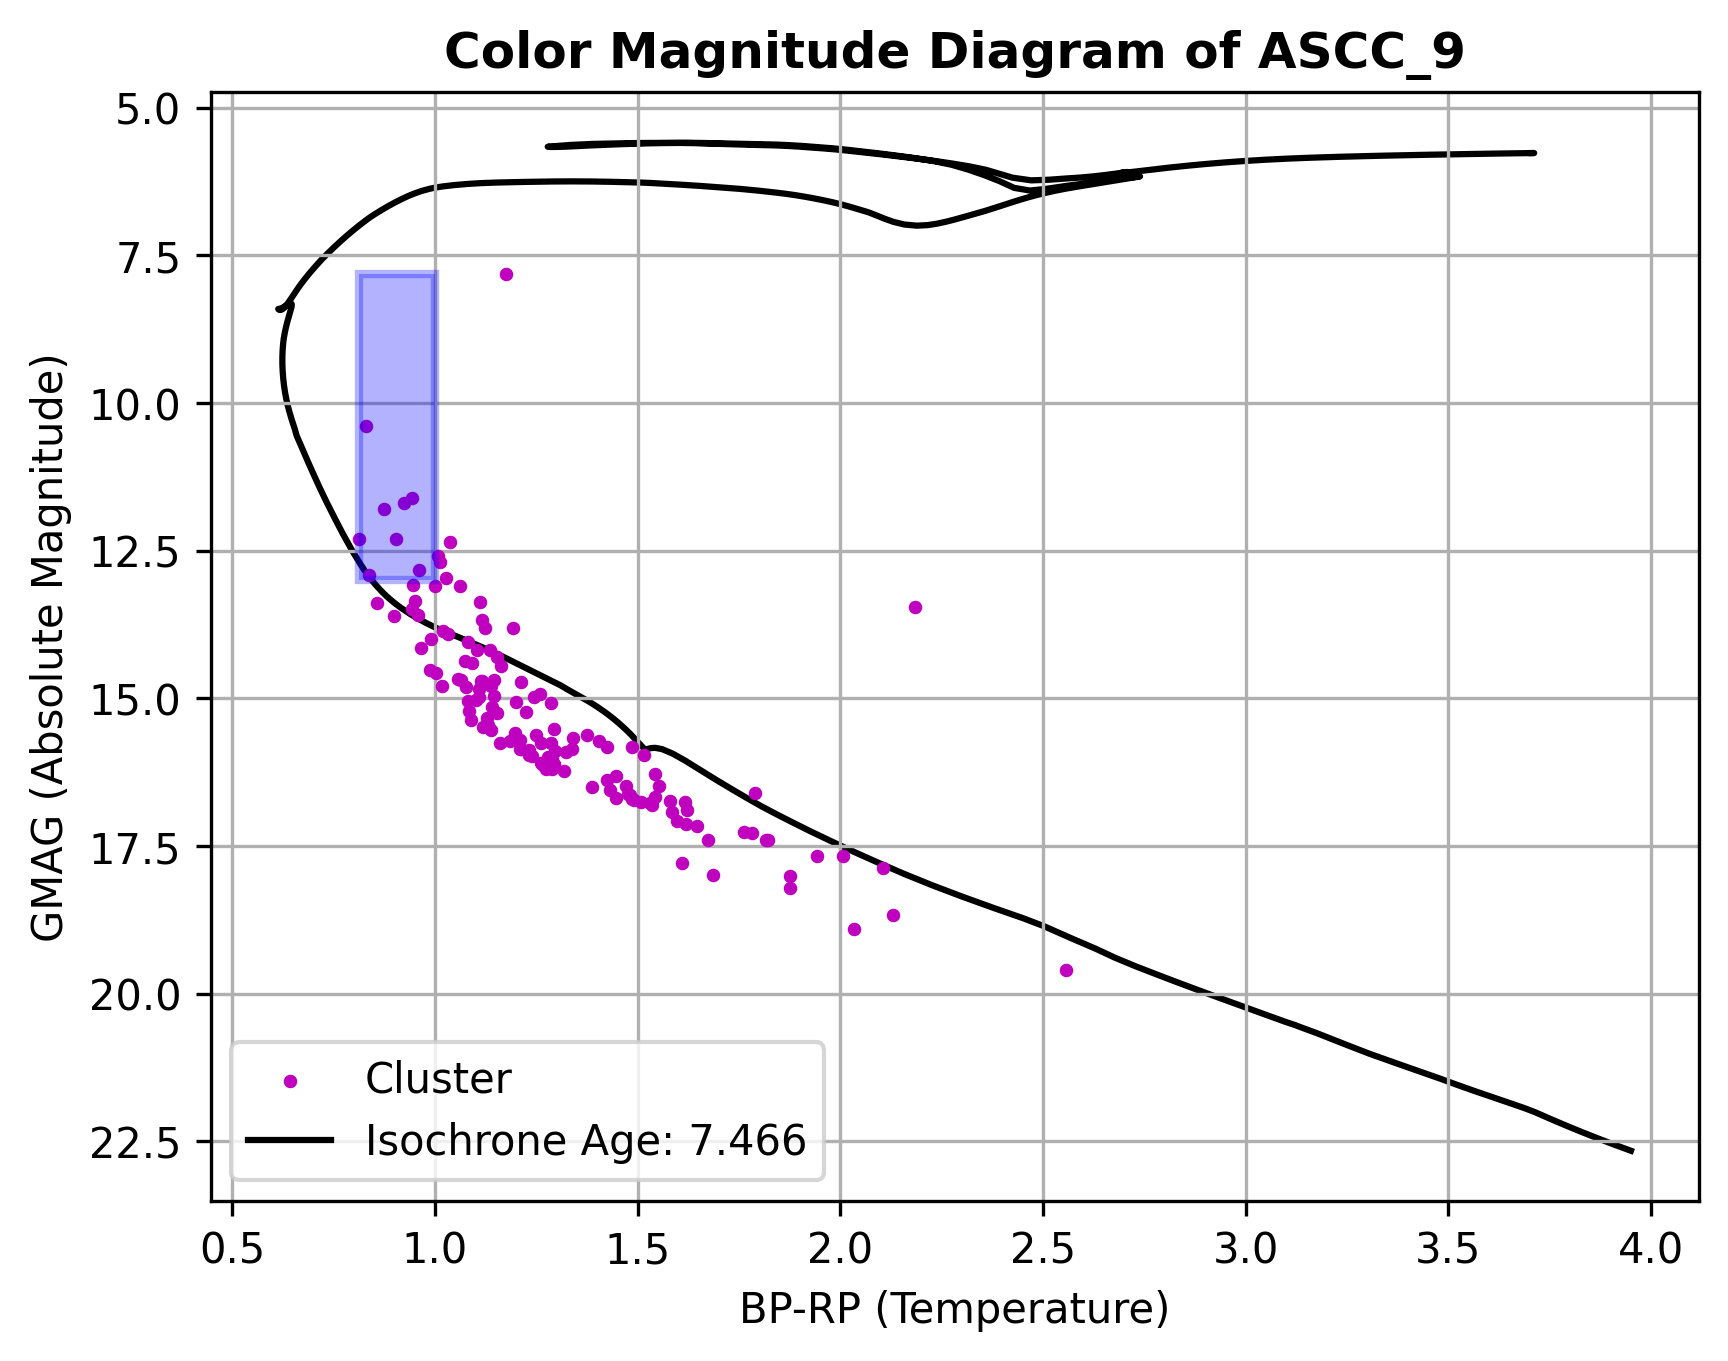 Color Magnitude Diagram of ASCC_9
GMAG (Absolute Magnitude)
5.0
7.5
10.0
12.5
15.0
17.5
20.0
22.5
Cluster
Isochrone Age: 7.466
0.5 1.0 1.5 2.0 2.5 3.0 3.5 4.0
BP-RP (Temperature)